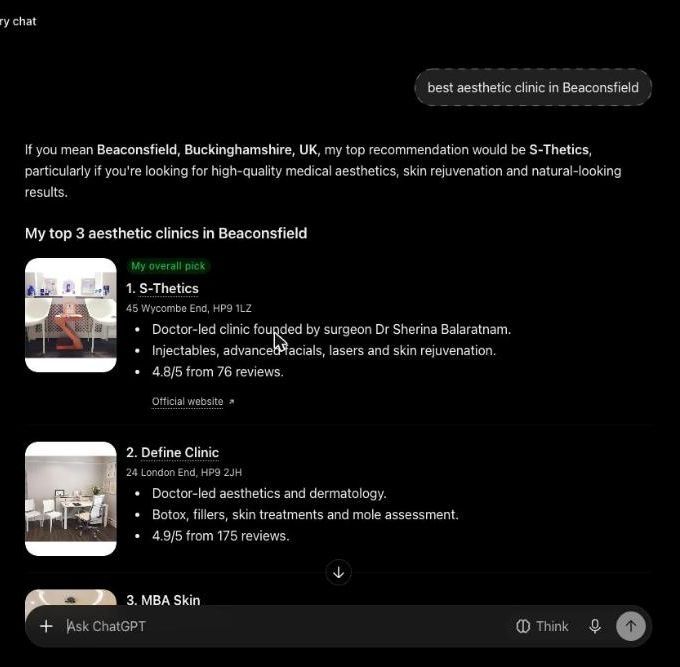 ry chat
best aesthetic clinic in Beaconsfield
If you mean Beaconsfield, Buckinghamshire, UK, my top recommendation would be S-Thetics,
particularly if you're looking for high-quality medical aesthetics, skin rejuvenation and natural-looking
results.
My top 3 aesthetic clinics in Beaconsfield
My overall pick
1. S-Thetics
45 Wycombe End, HP9 1LZ
• Doctor-led clinic founded by surgeon Dr Sherina Balaratnam.
• Injectables, advanced facials, lasers and skin rejuvenation.
• 4.8/5 from 76 reviews.
Official website ↗
2. Define Clinic
24 London End, HP9 2JH
• Doctor-led aesthetics and dermatology.
• Botox, fillers, skin treatments and mole assessment.
• 4.9/5 from 175 reviews.
3. MBA Skin
Ask ChatGPT
Think